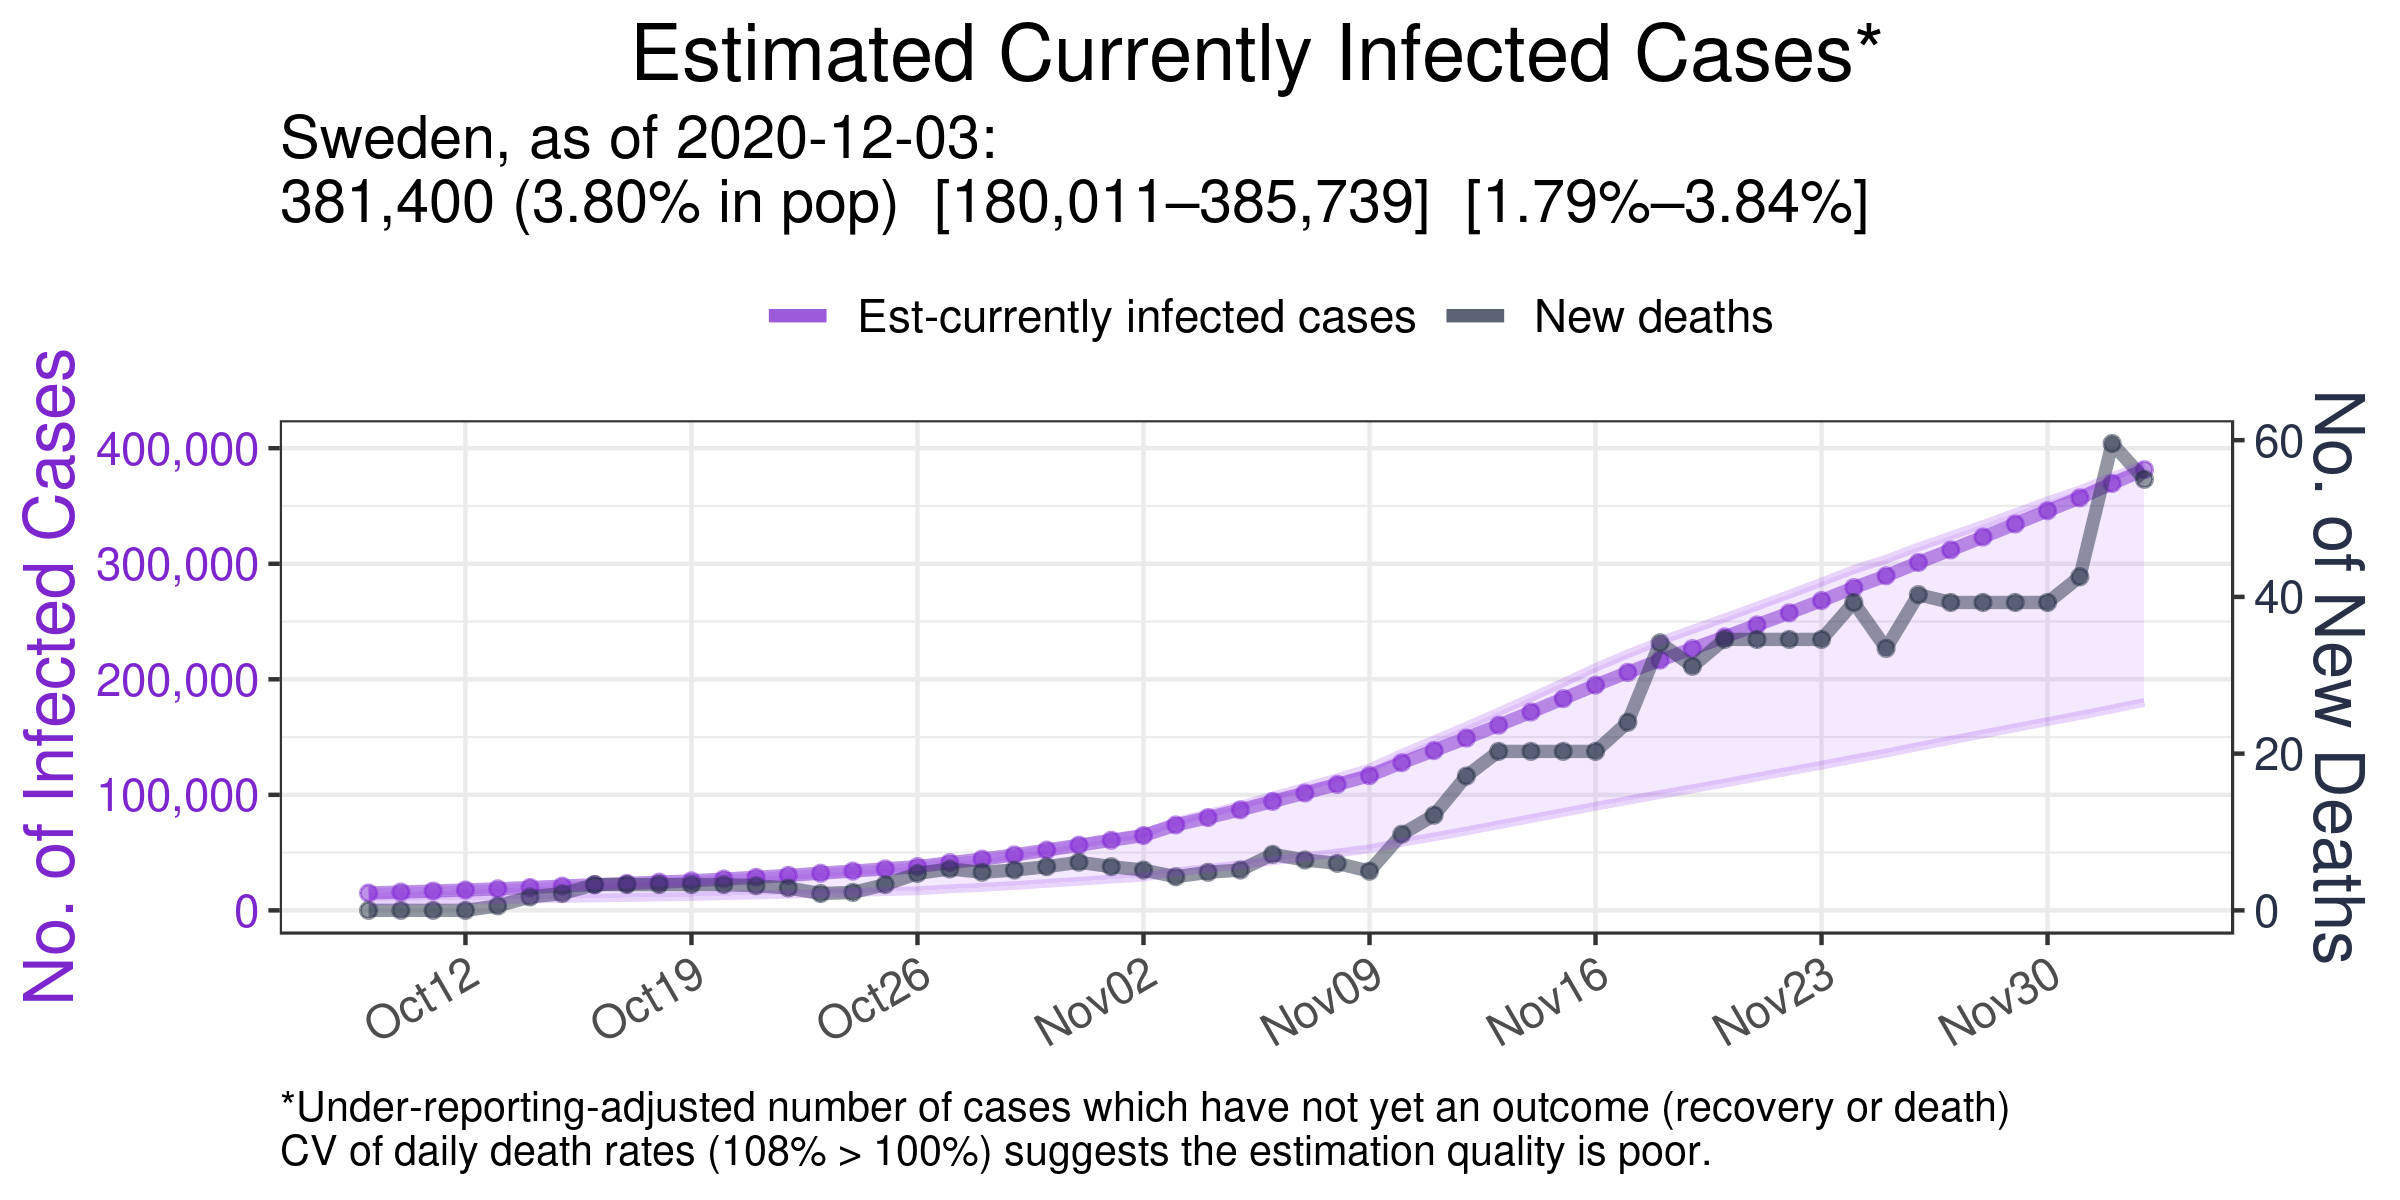 Estimated Currently Infected Cases*
Sweden, as of 2020-12-03:
381,400 (3.80% in pop)  [180,011–385,739]  [1.79%–3.84%]
Est-currently infected cases
New deaths
No. of Infected Cases
400,000
300,000
200,000
100,000
0
60
40
20
0
No. of New Deaths
Oct12
Oct19
Oct26
Nov02
Nov09
Nov16
Nov23
Nov30
*Under-reporting-adjusted number of cases which have not yet an outcome (recovery or death)
CV of daily death rates (108% > 100%) suggests the estimation quality is poor.